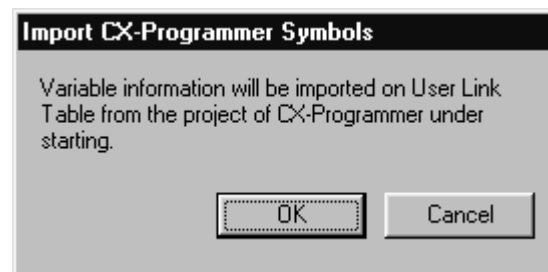 Import CX-Programmer Symbols
Variable information will be imported on User Link
Table from the project of CX-Programmer under
starting.
OK
Cancel